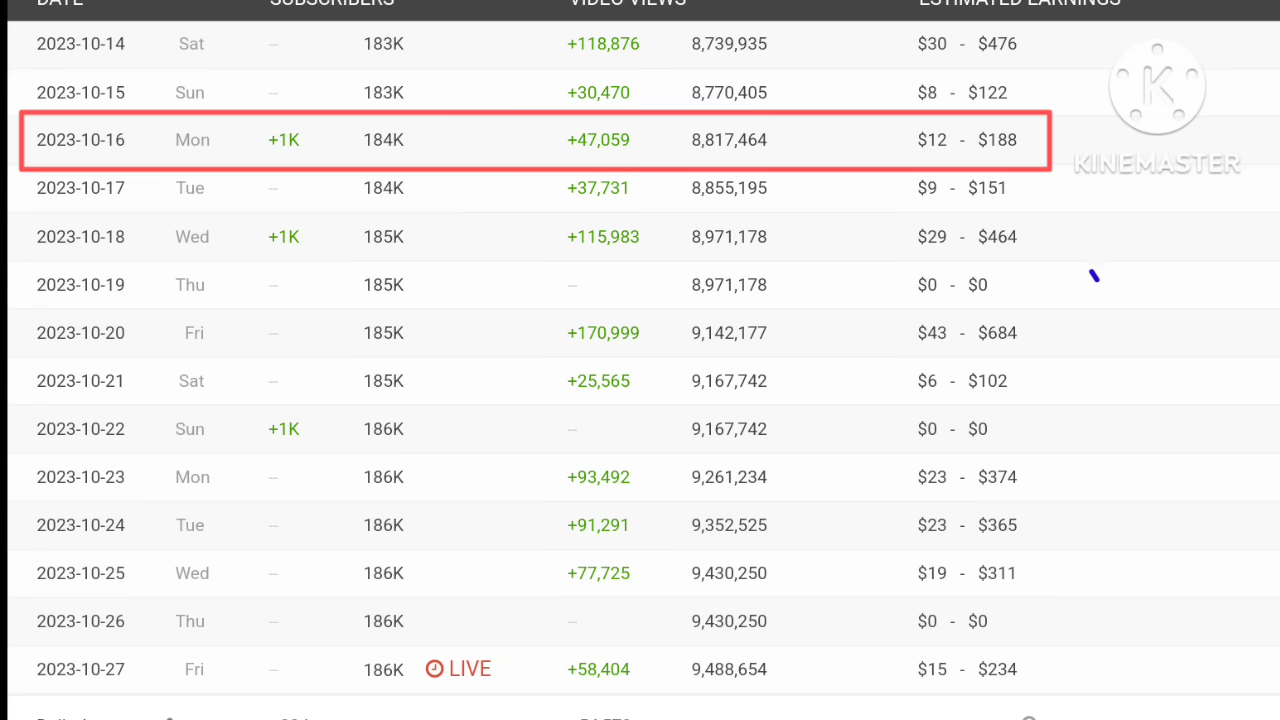 DATE SUBSCRIBERS VIDEO VIEWS ESTIMATED EARNINGS
2023-10-14 Sat -- 183K +118,876 8,739,935 $30 - $476
2023-10-15 Sun -- 183K +30,470 8,770,405 $8 - $122
2023-10-16 Mon +1K 184K +47,059 8,817,464 $12 - $188
KINEMASTER
2023-10-17 Tue -- 184K +37,731 8,855,195 $9 - $151
2023-10-18 Wed +1K 185K +115,983 8,971,178 $29 - $464
2023-10-19 Thu -- 185K -- 8,971,178 $0 - $0
2023-10-20 Fri -- 185K +170,999 9,142,177 $43 - $684
2023-10-21 Sat -- 185K +25,565 9,167,742 $6 - $102
2023-10-22 Sun +1K 186K -- 9,167,742 $0 - $0
2023-10-23 Mon -- 186K +93,492 9,261,234 $23 - $374
2023-10-24 Tue -- 186K +91,291 9,352,525 $23 - $365
2023-10-25 Wed -- 186K +77,725 9,430,250 $19 - $311
2023-10-26 Thu -- 186K -- 9,430,250 $0 - $0
2023-10-27 Fri -- 186K LIVE +58,404 9,488,654 $15 - $234